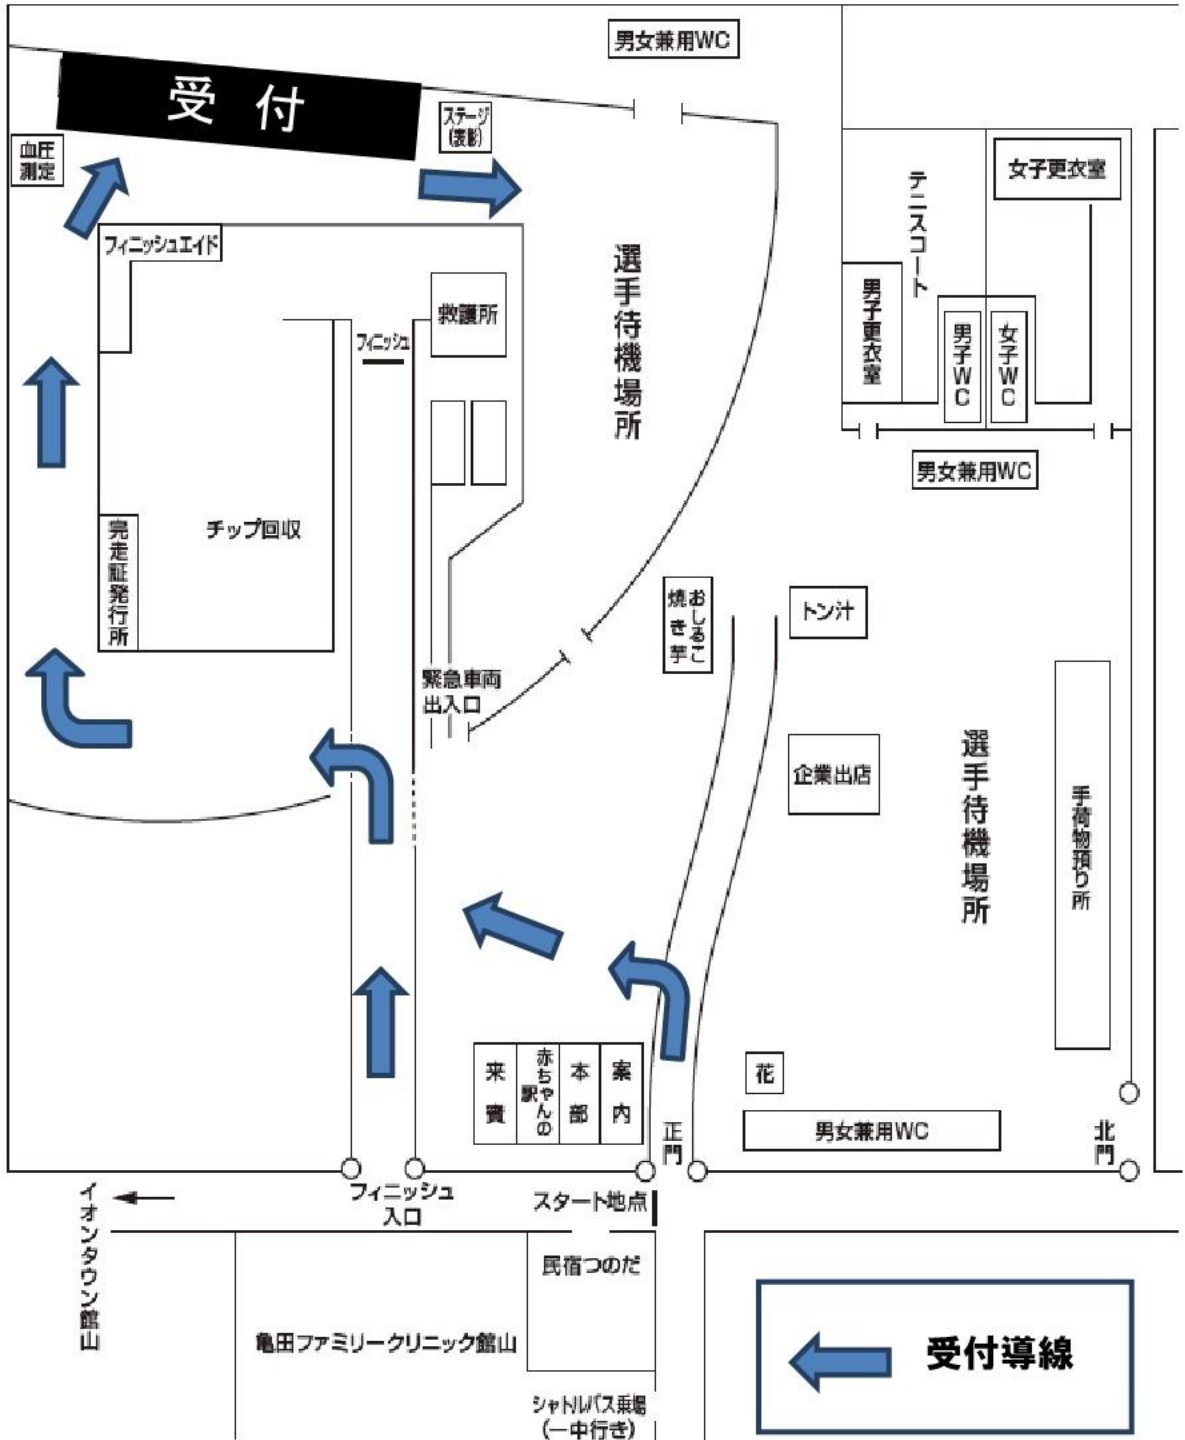 男女兼用WC
受付
ステージ
(表彰)
血圧
測定
女子更衣室
テニスコート
フィニッシュエイド
選手待機場所
男子更衣室
救護所
フィニッシュ
男子WC
女子WC
男女兼用WC
チップ回収
完走証発行所
おしるこ
焼き芋
トン汁
緊急車両
出入口
企業出店
選手待機場所
手荷物預り所
来賓
赤ちゃんの
駅
本部
案内
花
男女兼用WC
正門
北門
イオンタウン館山
フィニッシュ
入口
スタート地点
民宿つのだ
亀田ファミリークリニック館山
シャトルバス乗場
(一中行き)
受付導線